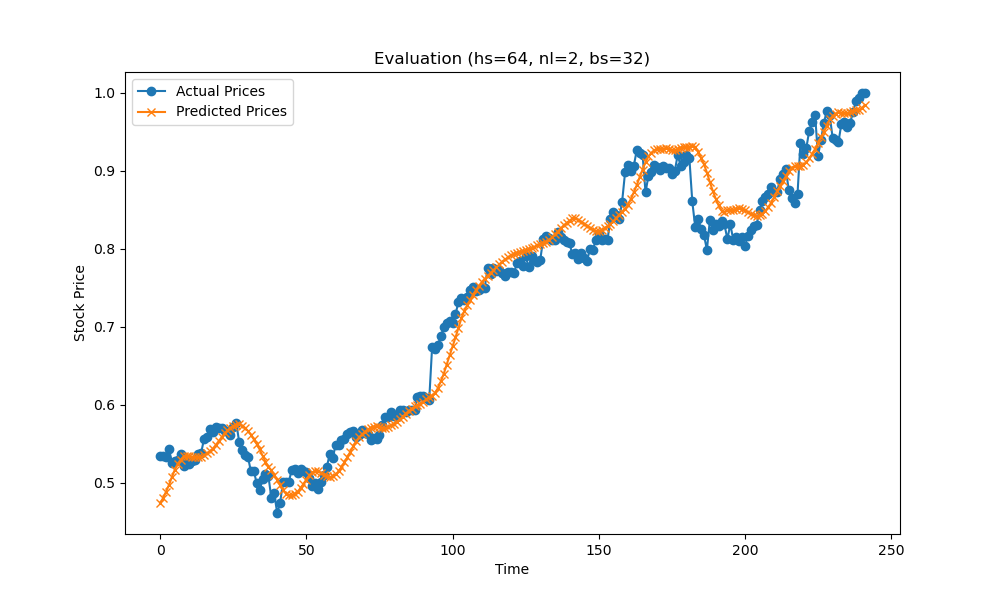 Evaluation (hs=64, nl=2, bs=32)
Actual Prices
Predicted Prices
1.0
0.9
0.8
0.7
0.6
0.5
Stock Price
0
50
100
150
200
250
Time